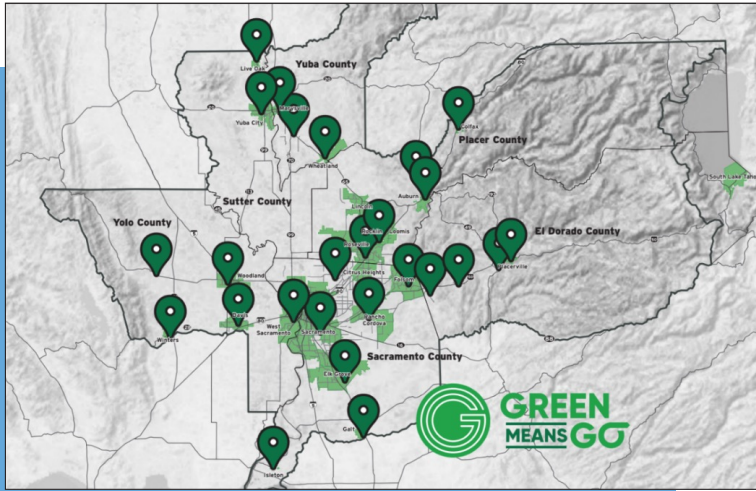 Yuba County
Live Oak
Marysville
Yuba City
Colfax
Placer County
Wheatland
Auburn
South Lake Tahoe
Sutter County
Lincoln
Yolo County
Rocklin
Loomis
Roseville
El Dorado County
Citrus Heights
Placerville
Woodland
Folsom
Davis
West
Sacramento
Sacramento
Rancho
Cordova
Winters
Sacramento County
Elk Grove
GREEN
MEANS GO
Galt
Isleton